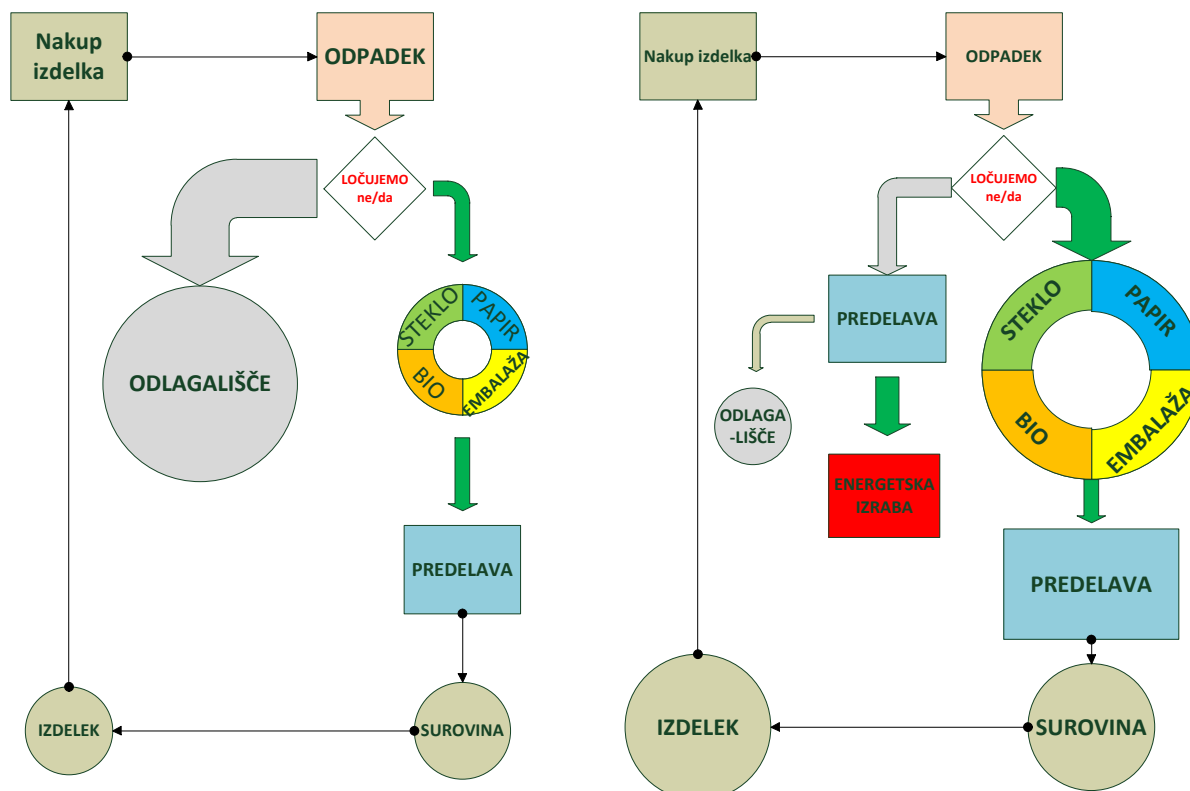 Nakup
izdelka
ODPADEK
LOČUJEMO
ne/da
ODLAGALIŠČE
STEKLO
PAPIR
BIO
EMBALAŽA
PREDELAVA
IZDELEK
SUROVINA
Nakup izdelka
ODPADEK
LOČUJEMO
ne/da
PREDELAVA
ODLAGA
-LIŠČE
ENERGETSKA
IZRABA
STEKLO
PAPIR
BIO
EMBALAŽA
PREDELAVA
IZDELEK
SUROVINA